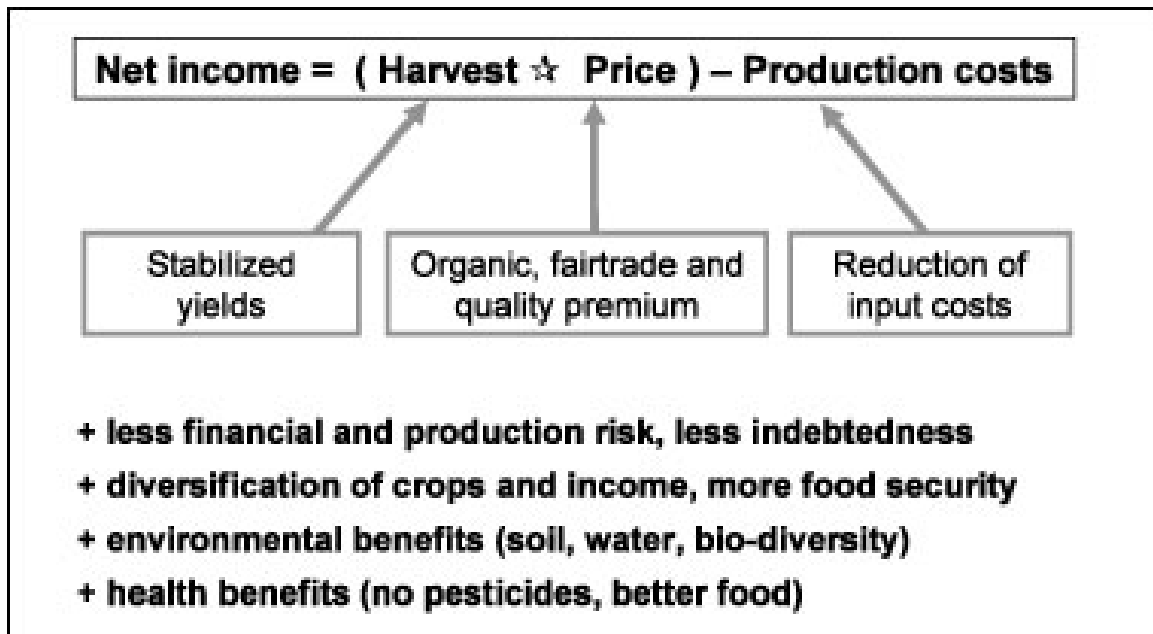 Net income = ( Harvest ☆ Price ) – Production costs
Stabilized
yields
Organic, fairtrade and
quality premium
Reduction of
input costs
+ less financial and production risk, less indebtedness
+ diversification of crops and income, more food security
+ environmental benefits (soil, water, bio-diversity)
+ health benefits (no pesticides, better food)